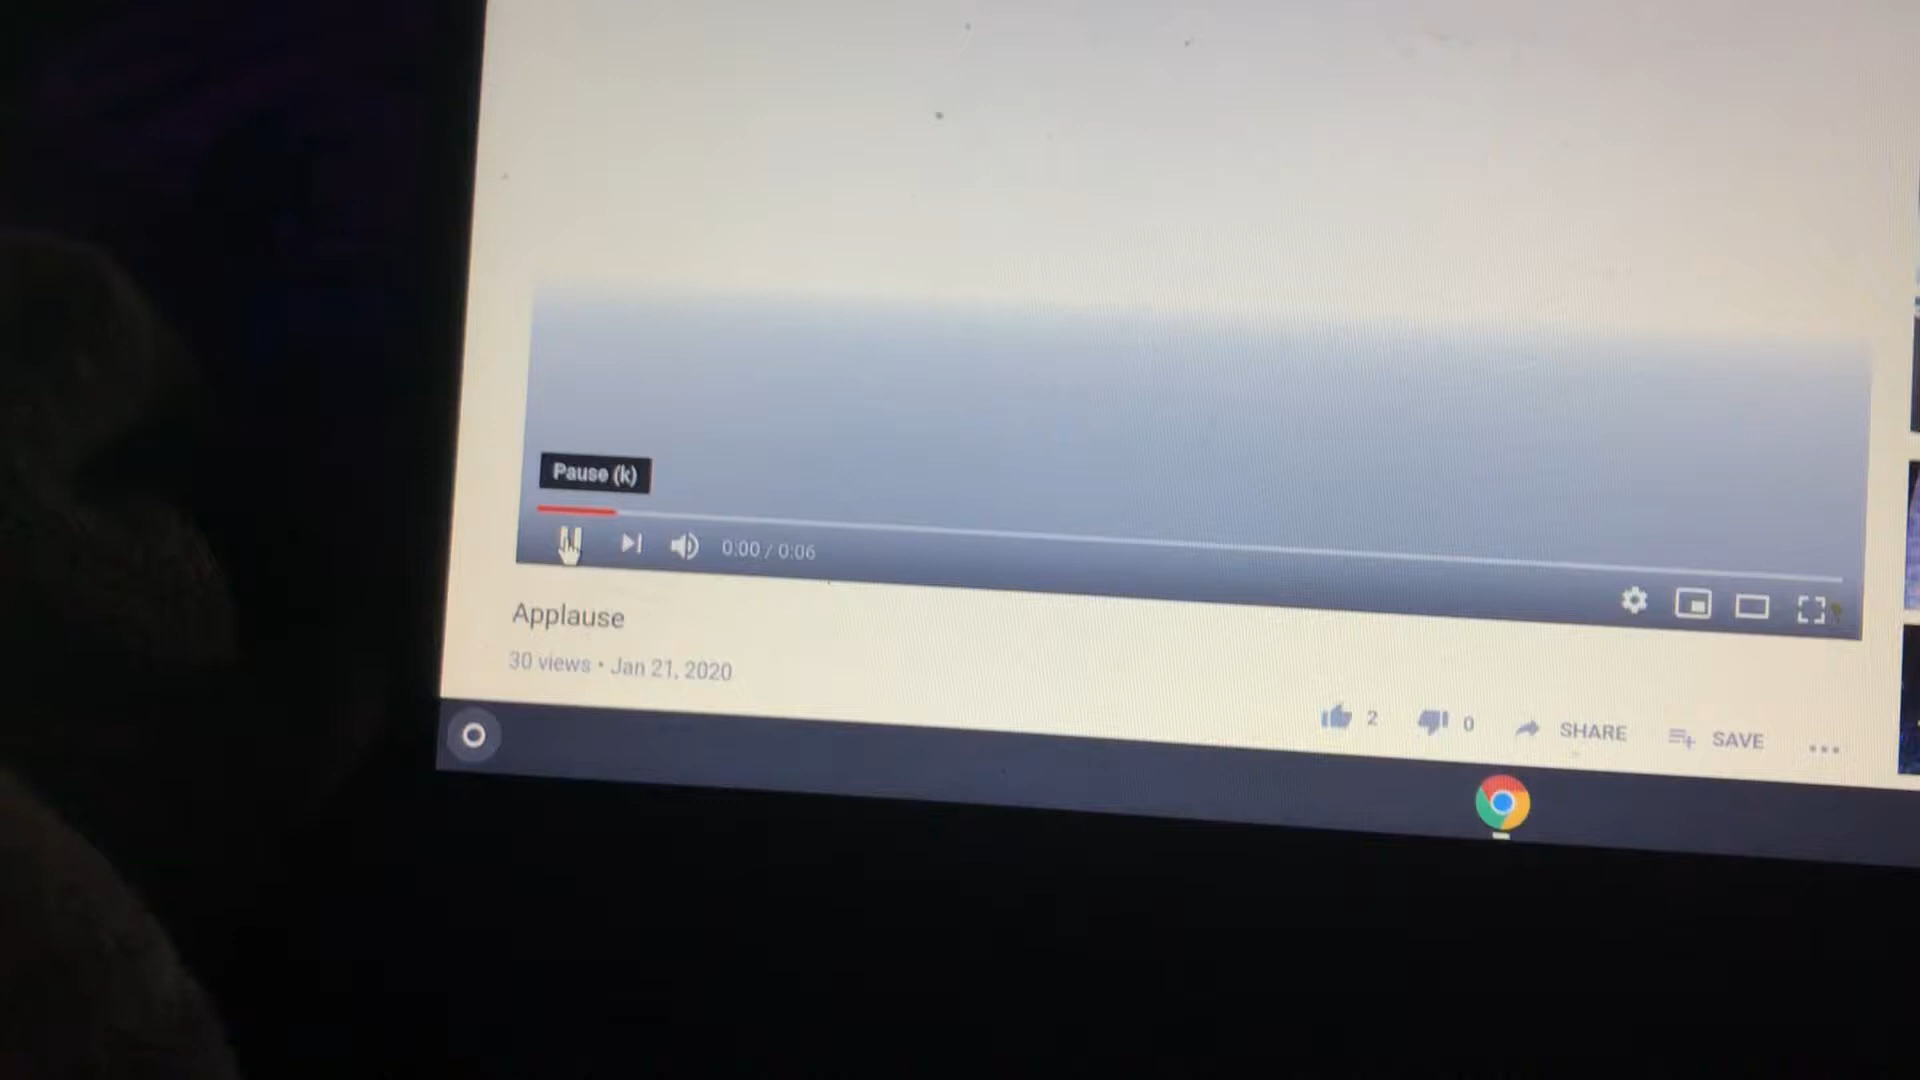 Pause (k)
0:00 / 0:06
Applause
30 views • Jan 21, 2020
2 0 SHARE SAVE